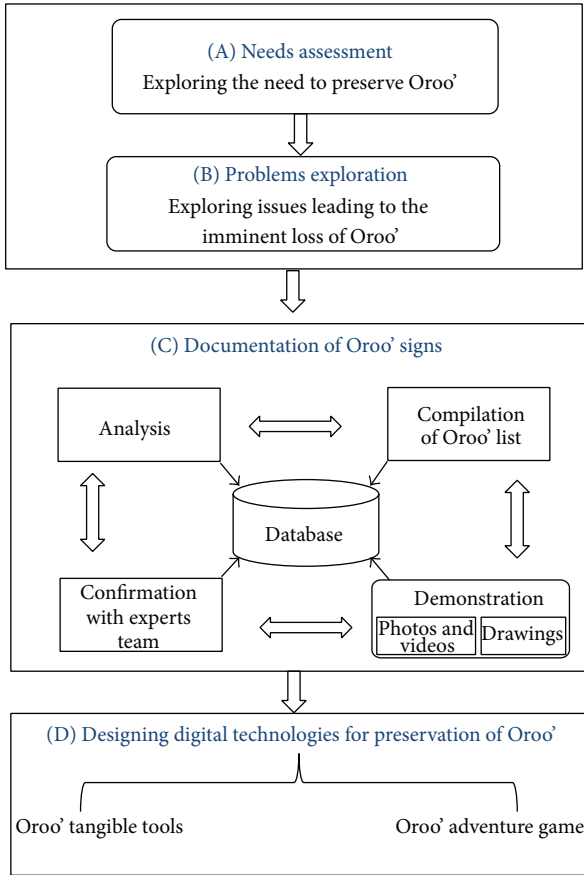 (A) Needs assessment
Exploring the need to preserve Oroo’
(B) Problems exploration
Exploring issues leading to the
imminent loss of Oroo’
(C) Documentation of Oroo’ signs
Analysis
Compilation
of Oroo’ list
Database
Confirmation
with experts
team
Demonstration
Photos and
videos
Drawings
(D) Designing digital technologies for preservation of Oroo’
Oroo’ tangible tools
Oroo’ adventure game